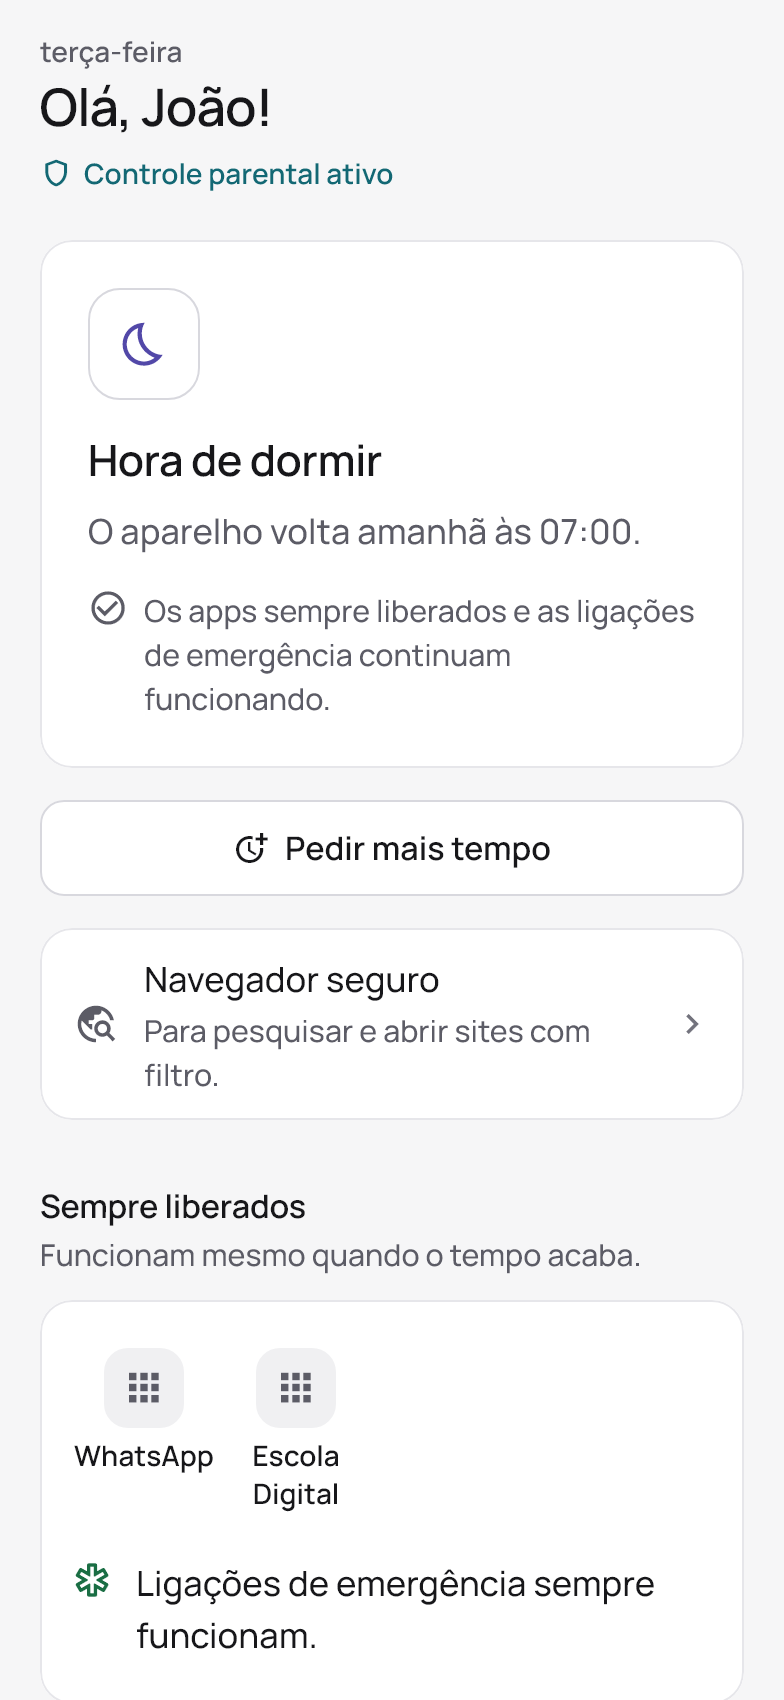 terça-feira
Olá, João!
Controle parental ativo
Hora de dormir
O aparelho volta amanhã às 07:00.
Os apps sempre liberados e as ligações
de emergência continuam
funcionando.
Pedir mais tempo
Navegador seguro
Para pesquisar e abrir sites com
filtro.
Sempre liberados
Funcionam mesmo quando o tempo acaba.
WhatsApp
Escola
Digital
Ligações de emergência sempre
funcionam.